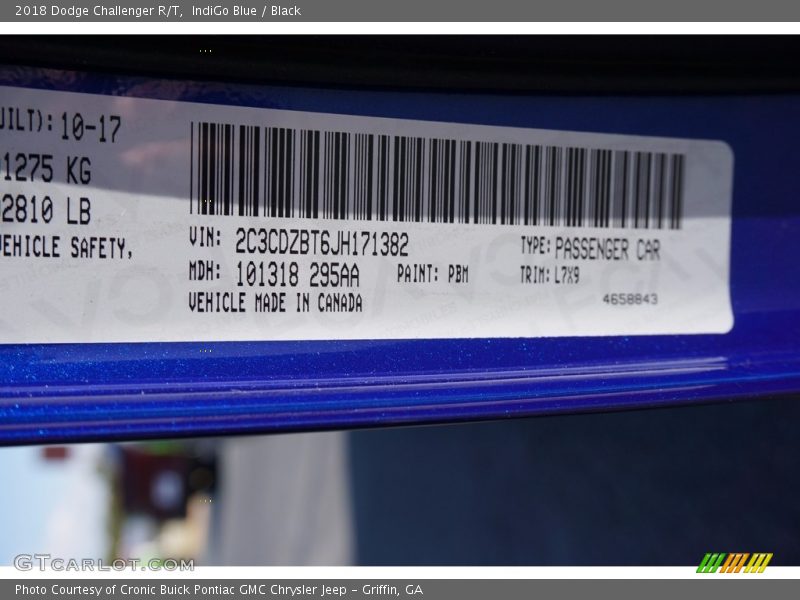 2018 Dodge Challenger R/T, IndiGo Blue / Black
UILT): 10-17
1275 KG
2810 LB
VEHICLE SAFETY,
VIN: 2C3CDZBT6JH171382
TYPE: PASSENGER CAR
MDH: 101318 295AA
PAINT: PBM
TRIM: L7X9
VEHICLE MADE IN CANADA
4658843
GTCARLOT.COM
Photo Courtesy of Cronic Buick Pontiac GMC Chrysler Jeep - Griffin, GA